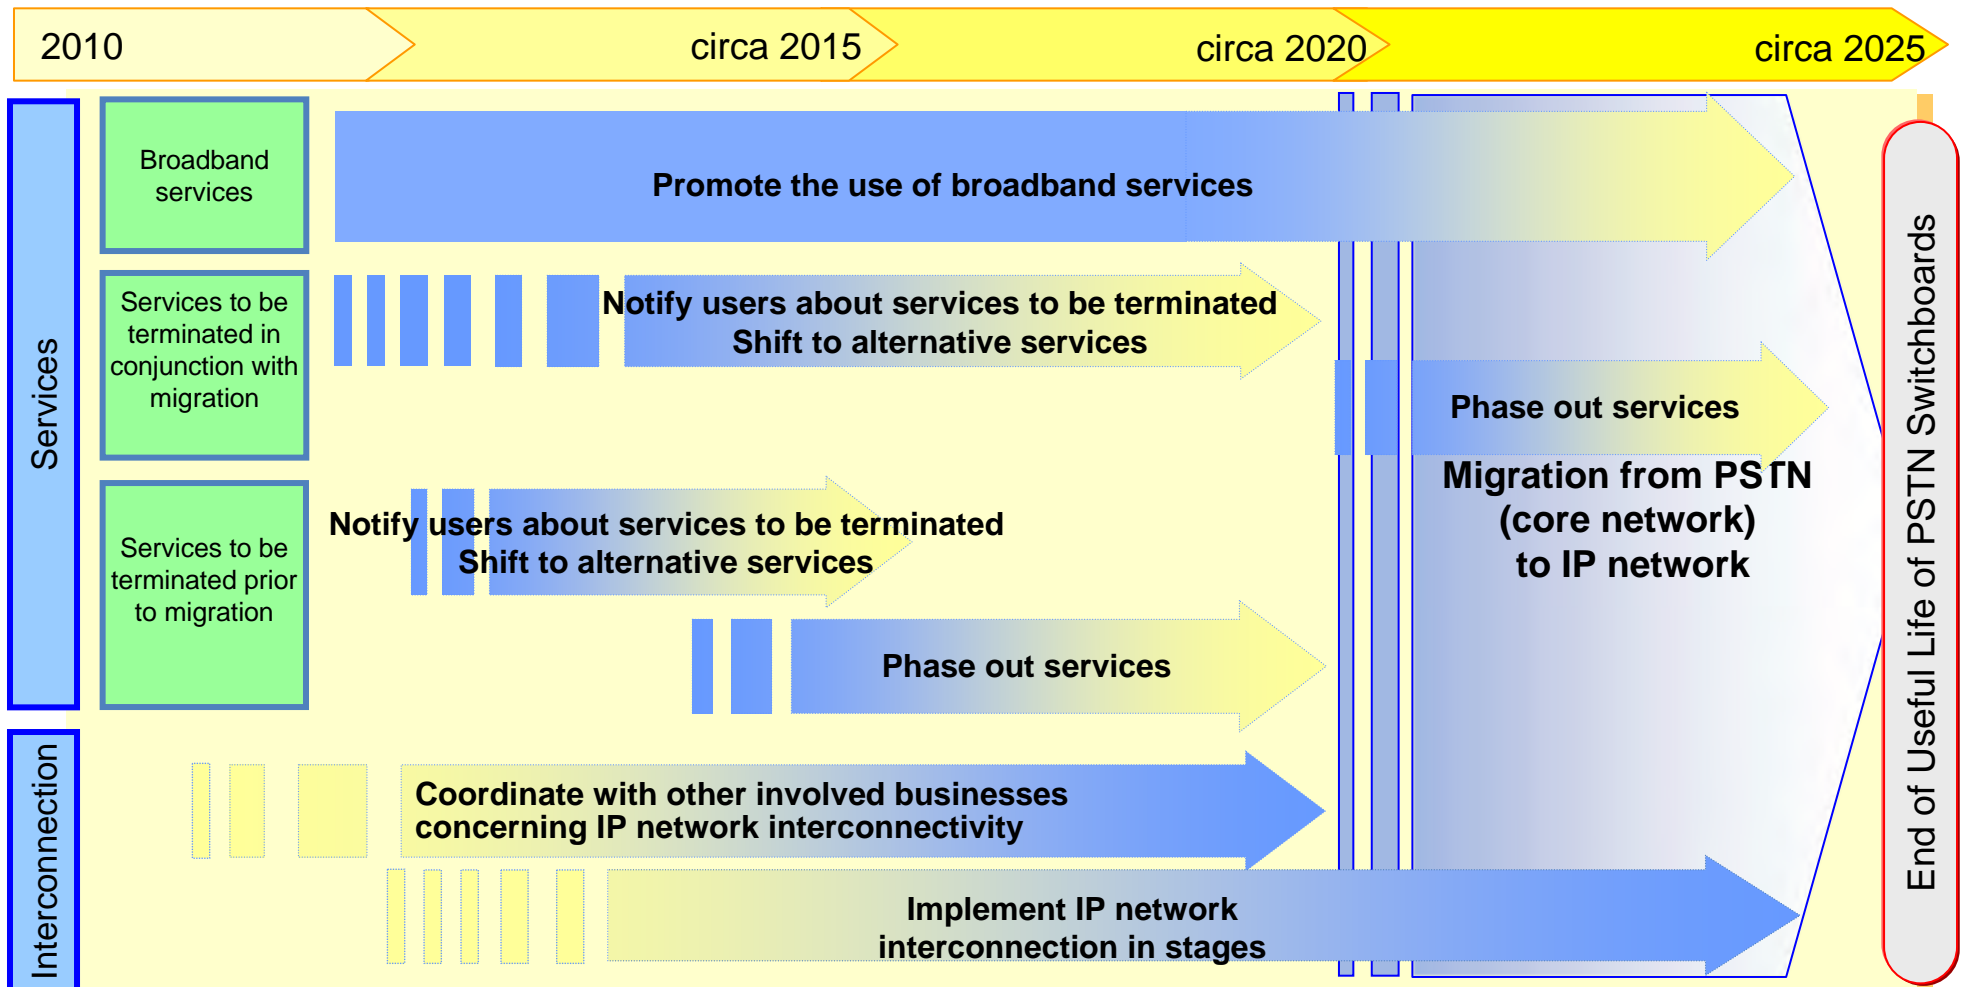 2010
circa 2015
circa 2020
circa 2025
Services
Broadband
services
Promote the use of broadband services
Services to be
terminated in
conjunction with
migration
Notify users about services to be terminated
Shift to alternative services
Phase out services
Migration from PSTN
(core network)
to IP network
Services to be
terminated prior
to migration
Notify users about services to be terminated
Shift to alternative services
Phase out services
Interconnection
Coordinate with other involved businesses
concerning IP network interconnectivity
Implement IP network
interconnection in stages
End of Useful Life of PSTN Switchboards